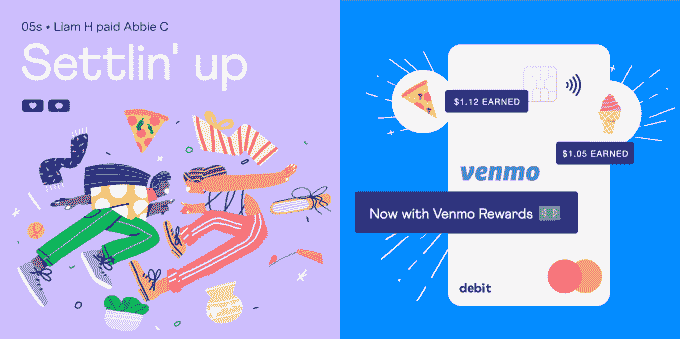 05s • Liam H paid Abbie C
Settlin' up
$1.12 EARNED
$1.05 EARNED
venmo
Now with Venmo Rewards
debit